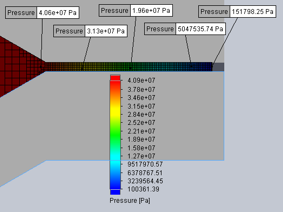 Pressure 4.06e+07 Pa
Pressure 1.96e+07 Pa
Pressure 151798.25 Pa
Pressure 3.13e+07 Pa
Pressure 5047535.74 Pa
4.09e+07
3.78e+07
3.46e+07
3.15e+07
2.84e+07
2.52e+07
2.21e+07
1.89e+07
1.58e+07
1.27e+07
9517970.57
6378767.51
3239564.45
100361.39
Pressure [Pa]